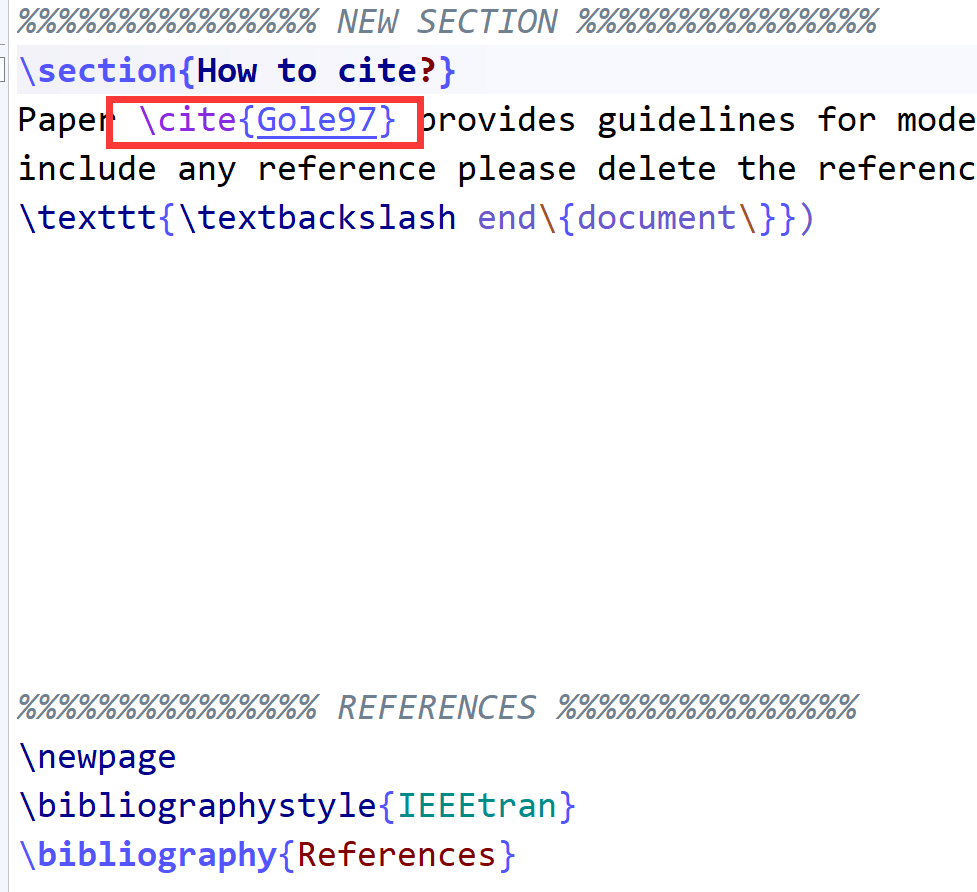 %%%%%%%%%%%%%%% NEW SECTION %%%%%%%%%%%%%%%
\section{How to cite?}
Paper \cite{Gole97} provides guidelines for mode
include any reference please delete the referenc
\texttt{\textbackslash end\{document\}})
%%%%%%%%%%%%%%% REFERENCES %%%%%%%%%%%%%%%
\newpage
\bibliographystyle{IEEEtran}
\bibliography{References}